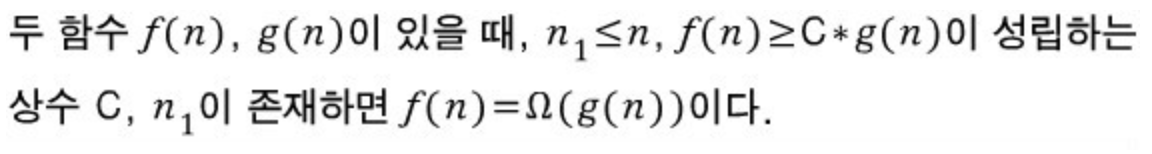 두 함수 f(n), g(n)이 있을 때, n₁≤n, f(n)≥C*g(n)이 성립하는
상수 C, n₁이 존재하면 f(n)=Ω(g(n))이다.